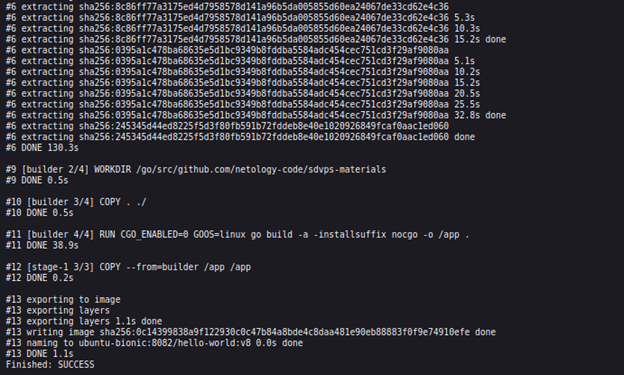 #6 extracting sha256:8c86ff77a3175ed4d7958578d141a96b5da005855d60ea24067de33cd62e4c36
#6 extracting sha256:8c86ff77a3175ed4d7958578d141a96b5da005855d60ea24067de33cd62e4c36 5.3s
#6 extracting sha256:8c86ff77a3175ed4d7958578d141a96b5da005855d60ea24067de33cd62e4c36 10.3s
#6 extracting sha256:8c86ff77a3175ed4d7958578d141a96b5da005855d60ea24067de33cd62e4c36 15.2s done
#6 extracting sha256:0395a1c478ba68635e5d1bc9349b8fddba5584adc454cec751cd3f29af9080aa
#6 extracting sha256:0395a1c478ba68635e5d1bc9349b8fddba5584adc454cec751cd3f29af9080aa 5.1s
#6 extracting sha256:0395a1c478ba68635e5d1bc9349b8fddba5584adc454cec751cd3f29af9080aa 10.2s
#6 extracting sha256:0395a1c478ba68635e5d1bc9349b8fddba5584adc454cec751cd3f29af9080aa 15.2s
#6 extracting sha256:0395a1c478ba68635e5d1bc9349b8fddba5584adc454cec751cd3f29af9080aa 20.5s
#6 extracting sha256:0395a1c478ba68635e5d1bc9349b8fddba5584adc454cec751cd3f29af9080aa 25.5s
#6 extracting sha256:0395a1c478ba68635e5d1bc9349b8fddba5584adc454cec751cd3f29af9080aa 32.8s done
#6 extracting sha256:245345d44ed8225f5d3f80fb591b72fddeb8e40e1020926849fcaf0aac1ed060
#6 extracting sha256:245345d44ed8225f5d3f80fb591b72fddeb8e40e1020926849fcaf0aac1ed060 done
#6 DONE 130.3s
#9 [builder 2/4] WORKDIR /go/src/github.com/netology-code/sdvps-materials
#9 DONE 0.5s
#10 [builder 3/4] COPY . ./
#10 DONE 0.5s
#11 [builder 4/4] RUN CGO_ENABLED=0 GOOS=linux go build -a -installsuffix nocgo -o /app .
#11 DONE 38.9s
#12 [stage-1 3/3] COPY --from=builder /app /app
#12 DONE 0.2s
#13 exporting to image
#13 exporting layers
#13 exporting layers 1.1s done
#13 writing image sha256:0c14399838a9f122930c0c47b84a8bde4c8daa481e90eb88883f0f9e74910efe done
#13 naming to ubuntu-bionic:8082/hello-world:v8 0.0s done
#13 DONE 1.1s
Finished: SUCCESS